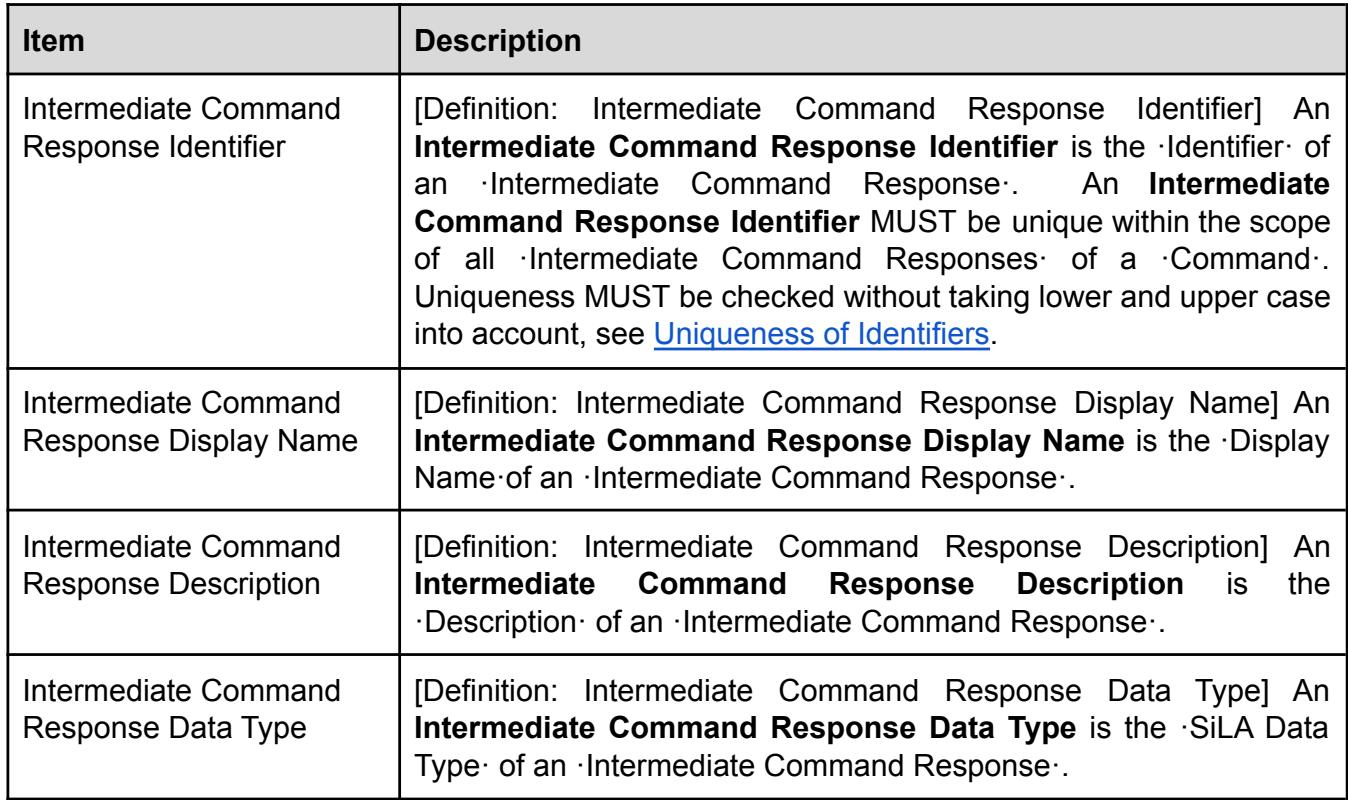 Item Description
Intermediate Command
Response Identifier
[Definition: Intermediate Command Response Identifier] An
Intermediate Command Response Identifier is the ·Identifier· of
an ·Intermediate Command Response·. An Intermediate
Command Response Identifier MUST be unique within the scope
of all ·Intermediate Command Responses· of a ·Command·.
Uniqueness MUST be checked without taking lower and upper case
into account, see Uniqueness of Identifiers.
Intermediate Command
Response Display Name
[Definition: Intermediate Command Response Display Name] An
Intermediate Command Response Display Name is the ·Display
Name·of an ·Intermediate Command Response·.
Intermediate Command
Response Description
[Definition: Intermediate Command Response Description] An
Intermediate Command Response Description is the
·Description· of an ·Intermediate Command Response·.
Intermediate Command
Response Data Type
[Definition: Intermediate Command Response Data Type] An
Intermediate Command Response Data Type is the ·SiLA Data
Type· of an ·Intermediate Command Response·.